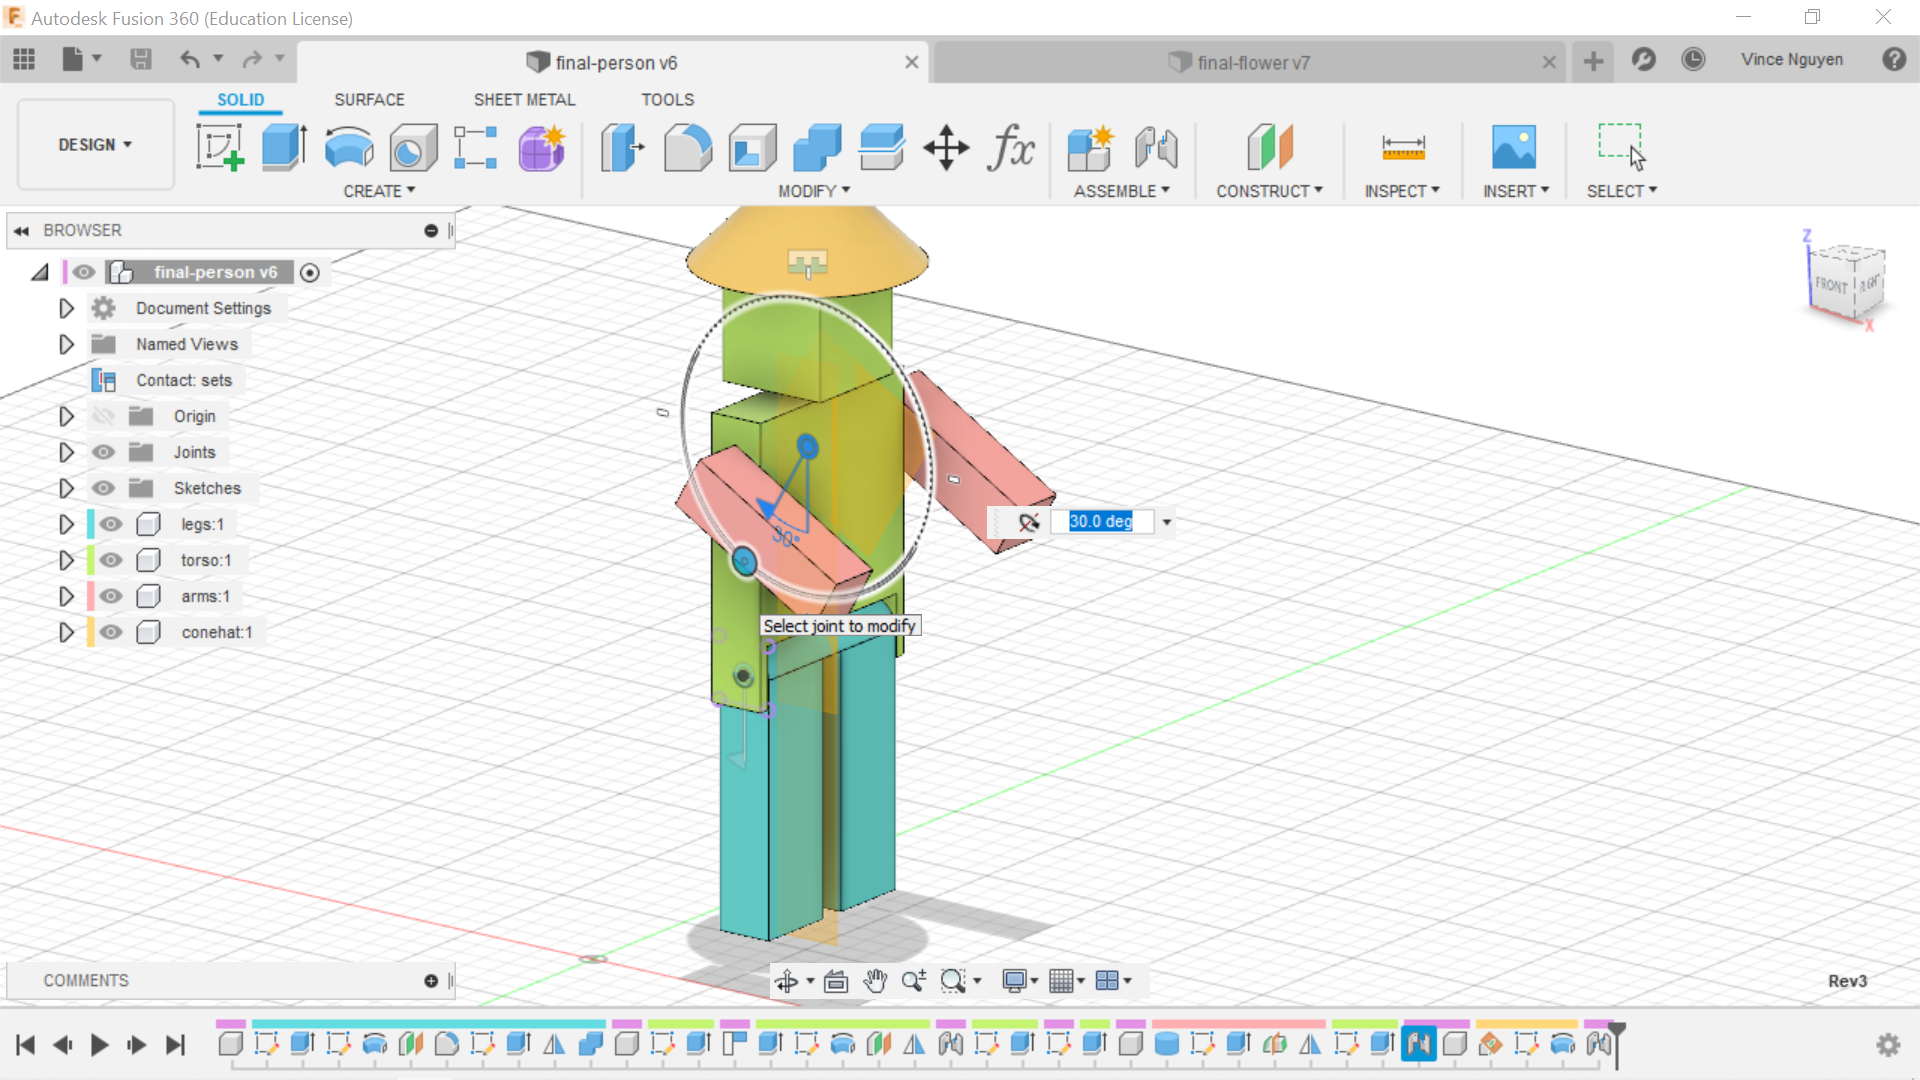 Autodesk Fusion 360 (Education License)
final-person v6
final-flower v7
Vince Nguyen
SOLID
SURFACE
SHEET METAL
TOOLS
DESIGN
CREATE
MODIFY
ASSEMBLE
CONSTRUCT
INSPECT
INSERT
SELECT
BROWSER
final-person v6
Document Settings
Named Views
Contact: sets
Origin
Joints
Sketches
legs:1
torso:1
arms:1
conehat:1
Z
FRONT
RIGHT
X
30°
30.0 deg
Select joint to modify
COMMENTS
Rev3